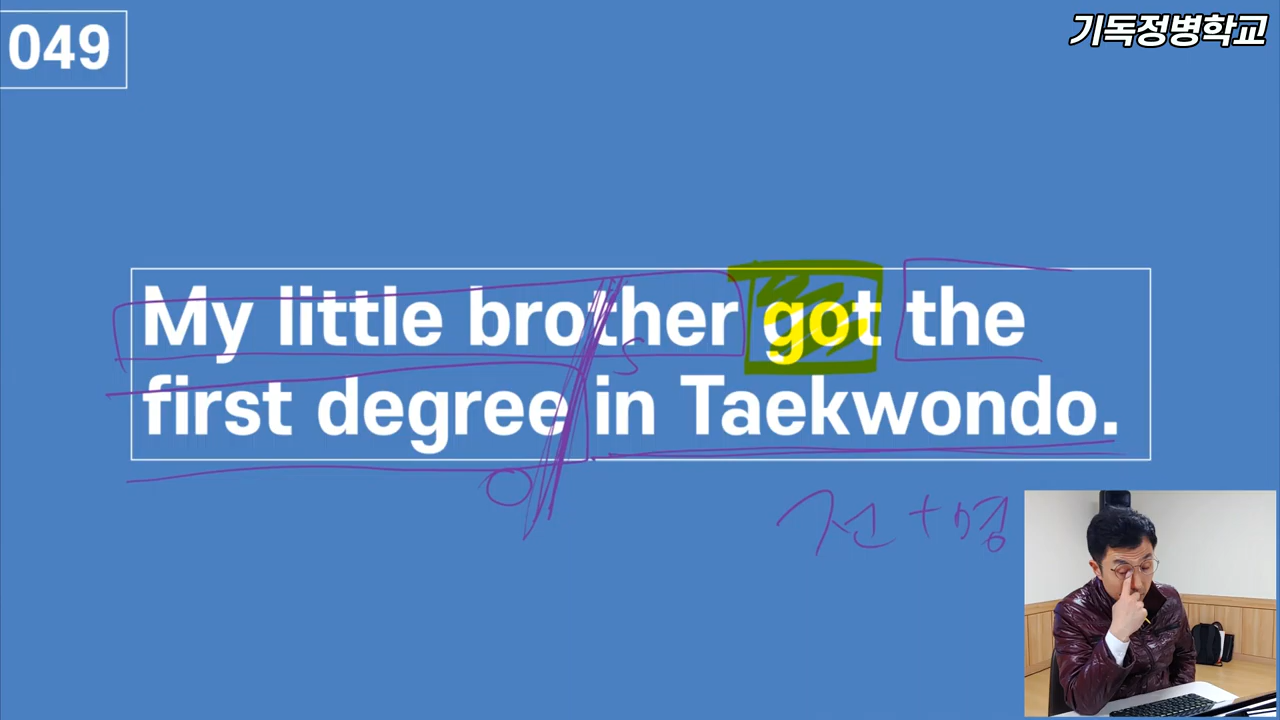 049
기독정병학교
My little brother got the
first degree in Taekwondo.
S
O
전+명